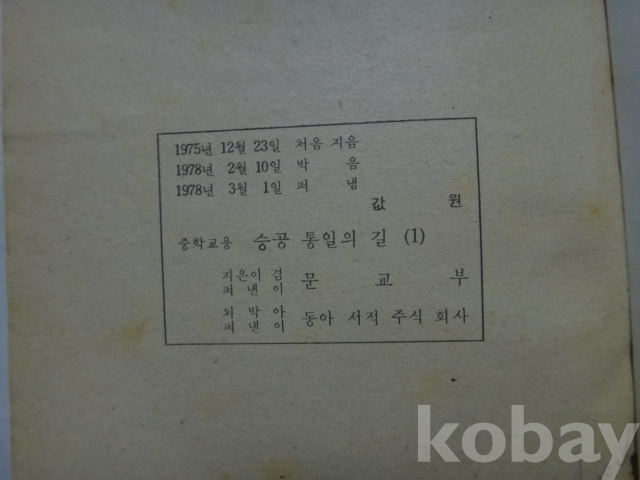 1975년 12월 23일 처음 지음
1978년 2월 10일 박 음
1978년 3월 1일 펴 냄
값 원
중학교용 승공 통일의 길 (1)
지은이 겸
펴 낸 이 문 교 부
되 박 아
펴 낸 이 동아 서적 주식 회사
kobay